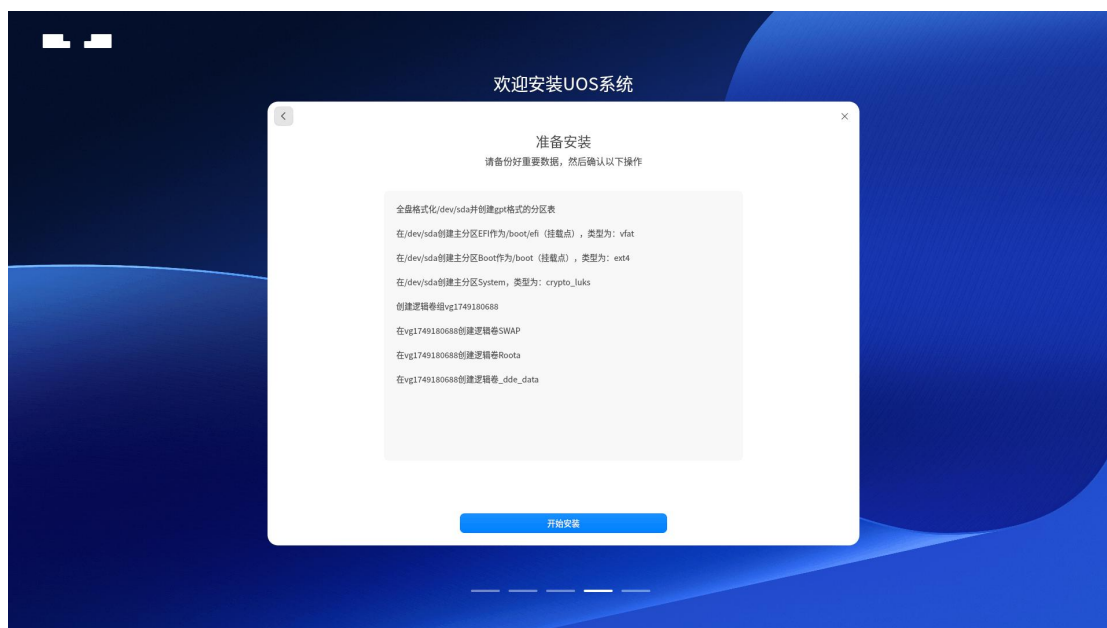 欢迎安装UOS系统
准备安装
请备份好重要数据，然后确认以下操作
全盘格式化/dev/sda并创建gpt格式的分区表
在/dev/sda创建主分区EFI作为/boot/efi（挂载点），类型为：vfat
在/dev/sda创建主分区Boot作为/boot（挂载点），类型为：ext4
在/dev/sda创建主分区System，类型为：crypto_luks
创建逻辑卷组vg1749180688
在vg1749180688创建逻辑卷SWAP
在vg1749180688创建逻辑卷Roota
在vg1749180688创建逻辑卷_dde_data
开始安装